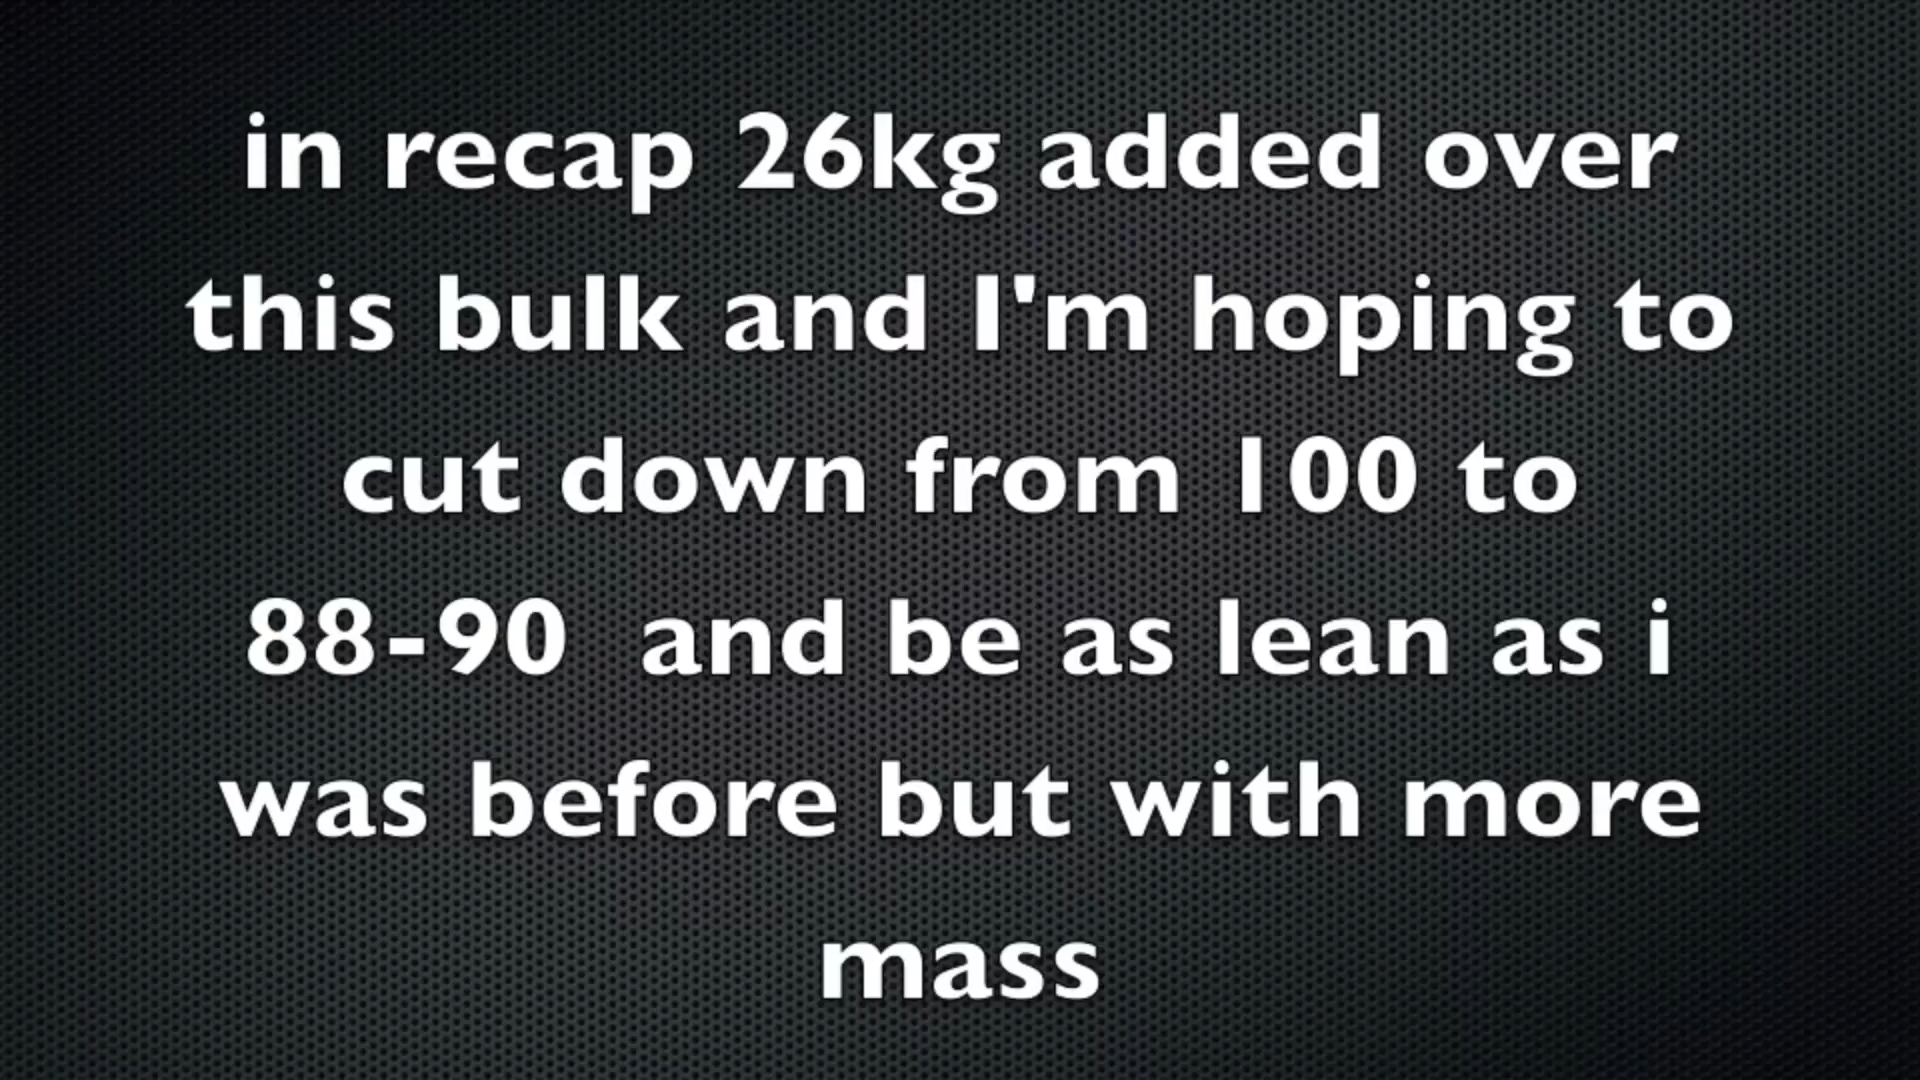 in recap 26kg added over
this bulk and I'm hoping to
cut down from 100 to
88-90  and be as lean as i
was before but with more
mass